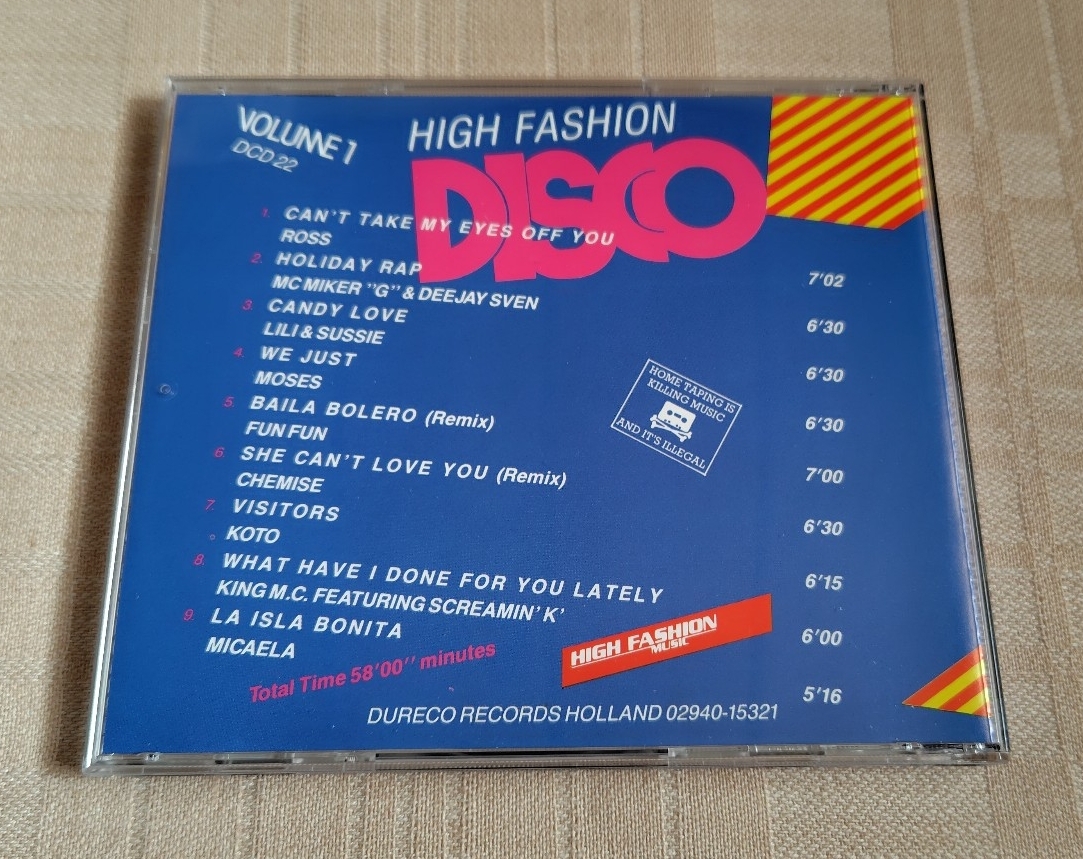 VOLUME 1
DCD 22
HIGH FASHION
DISCO
1. CAN'T TAKE MY EYES OFF YOU
ROSS
7'02
2. HOLIDAY RAP
MC MIKER "G" & DEEJAY SVEN
6'30
3. CANDY LOVE
LILI & SUSSIE
6'30
4. WE JUST
MOSES
6'30
5. BAILA BOLERO (Remix)
FUN FUN
7'00
6. SHE CAN'T LOVE YOU (Remix)
CHEMISE
6'30
7. VISITORS
KOTO
6'15
8. WHAT HAVE I DONE FOR YOU LATELY
KING M.C. FEATURING SCREAMIN' K'
6'00
9. LA ISLA BONITA
MICAELA
5'16
HOME TAPING IS
KILLING MUSIC
AND IT'S ILLEGAL
Total Time 58'00'' minutes
HIGH FASHION
MUSIC
DURECO RECORDS HOLLAND 02940-15321